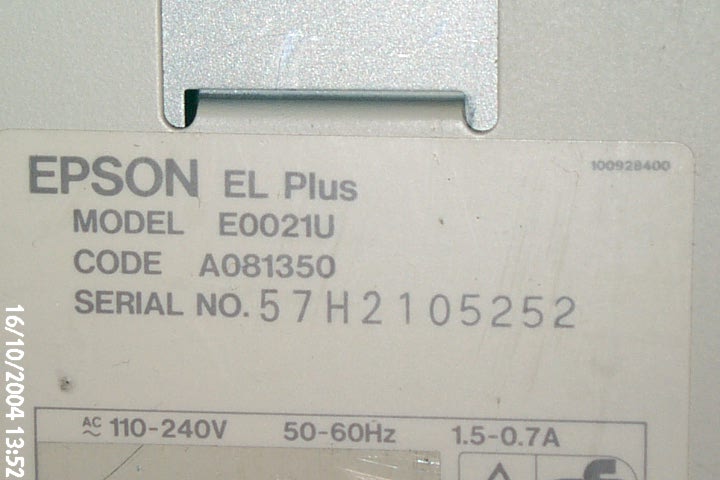 EPSON EL Plus
100928400
MODEL E0021U
CODE A081350
SERIAL NO. 57H2105252
AC 110-240V 50-60Hz 1.5-0.7A
16/10/2004 13:52